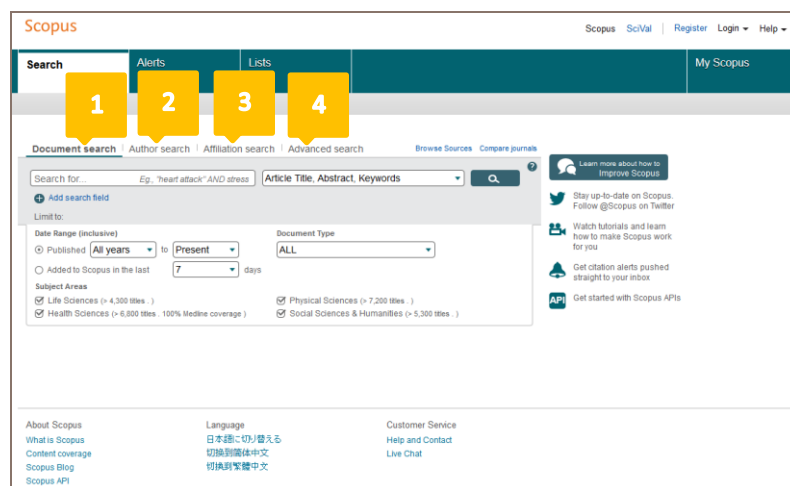 Scopus
Scopus SciVal Register Login Help
Search Alerts Lists My Scopus
1 2 3 4
Document search Author search Affiliation search Advanced search Browse Sources Compare journals
Search for... Eg., "heart attack" AND stress Article Title, Abstract, Keywords
Add search field
Limit to:
Date Range (inclusive) Document Type
Published All years to Present ALL
Added to Scopus in the last 7 days
Subject Areas
Life Sciences (> 4,300 titles . ) Physical Sciences (> 7,200 titles . )
Health Sciences (> 6,800 titles . 100% Medline coverage ) Social Sciences & Humanities (> 5,300 titles . )
?
Learn more about how to
Improve Scopus
Stay up-to-date on Scopus.
Follow @Scopus on Twitter
Watch tutorials and learn
how to make Scopus work
for you
Get citation alerts pushed
straight to your inbox
API Get started with Scopus APIs
About Scopus Language Customer Service
What is Scopus 日本語に切り替える Help and Contact
Content coverage 切换到简体中文 Live Chat
Scopus Blog 切換到繁體中文
Scopus API